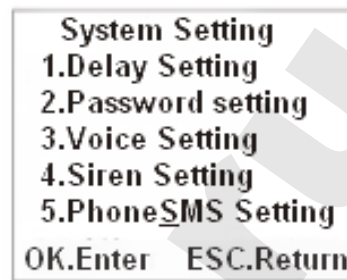 System Setting
1.Delay Setting
2.Password setting
3.Voice Setting
4.Siren Setting
5.PhoneSMS Setting
OK.Enter ESC.Return